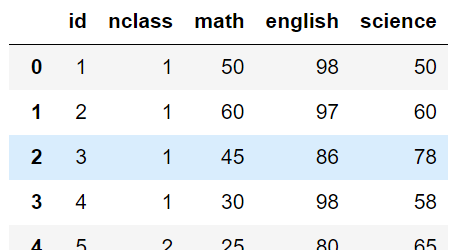 id nclass math english science
0 1 1 50 98 50
1 2 1 60 97 60
2 3 1 45 86 78
3 4 1 30 98 58
4 5 2 25 80 65